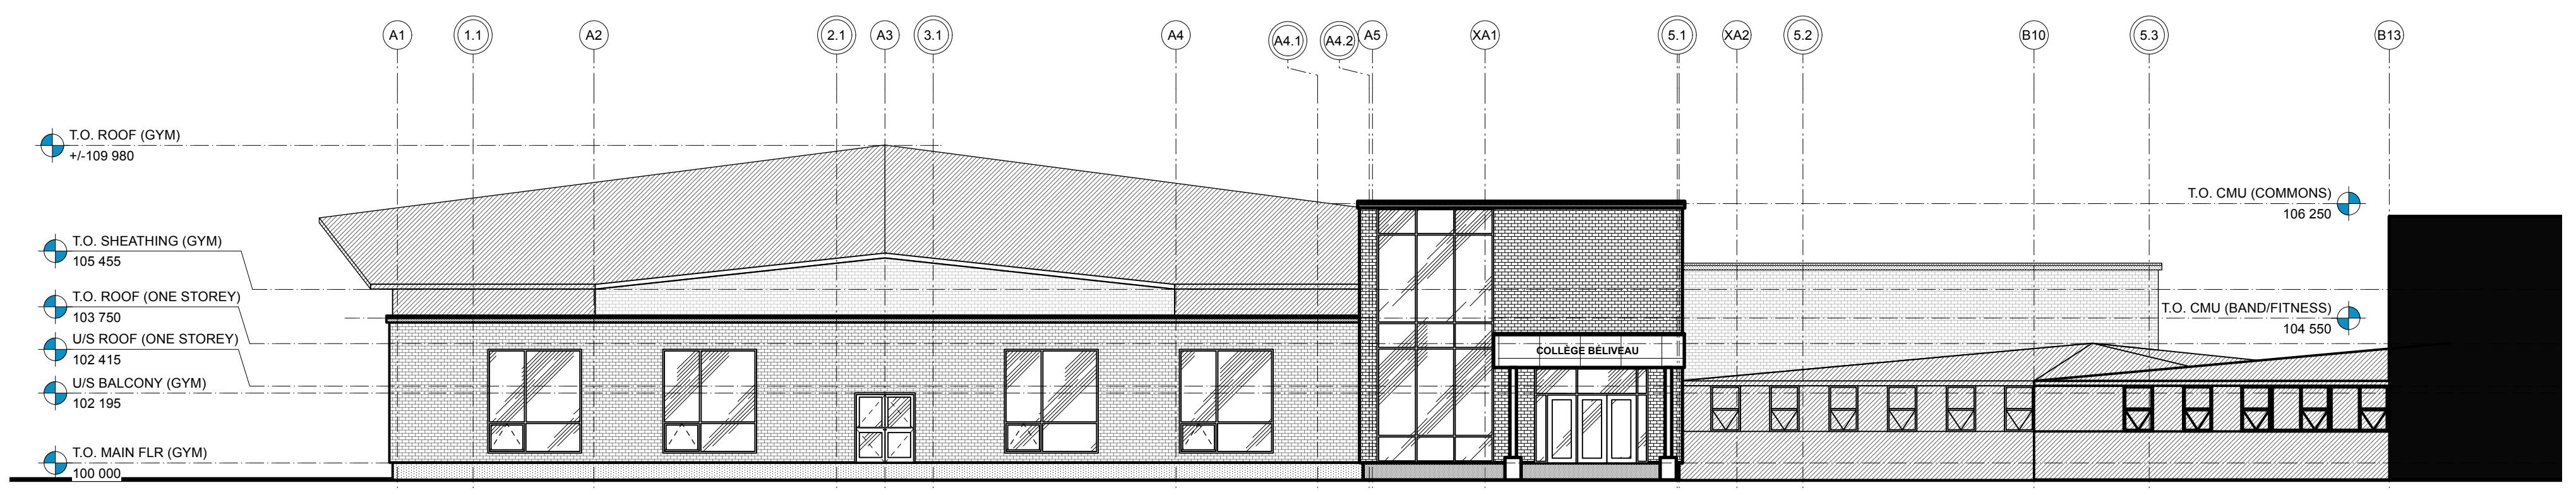 A1 1.1 A2 2.1 A3 3.1 A4 A4.1 A4.2 A5 XA1 5.1 XA2 5.2 B10 5.3 B13
T.O. ROOF (GYM)
+/-109 980
T.O. CMU (COMMONS)
106 250
T.O. SHEATHING (GYM)
105 455
T.O. ROOF (ONE STOREY)
103 750
T.O. CMU (BAND/FITNESS)
104 550
U/S ROOF (ONE STOREY)
102 415
COLLÈGE BÉLIVEAU
U/S BALCONY (GYM)
102 195
T.O. MAIN FLR (GYM)
100 000